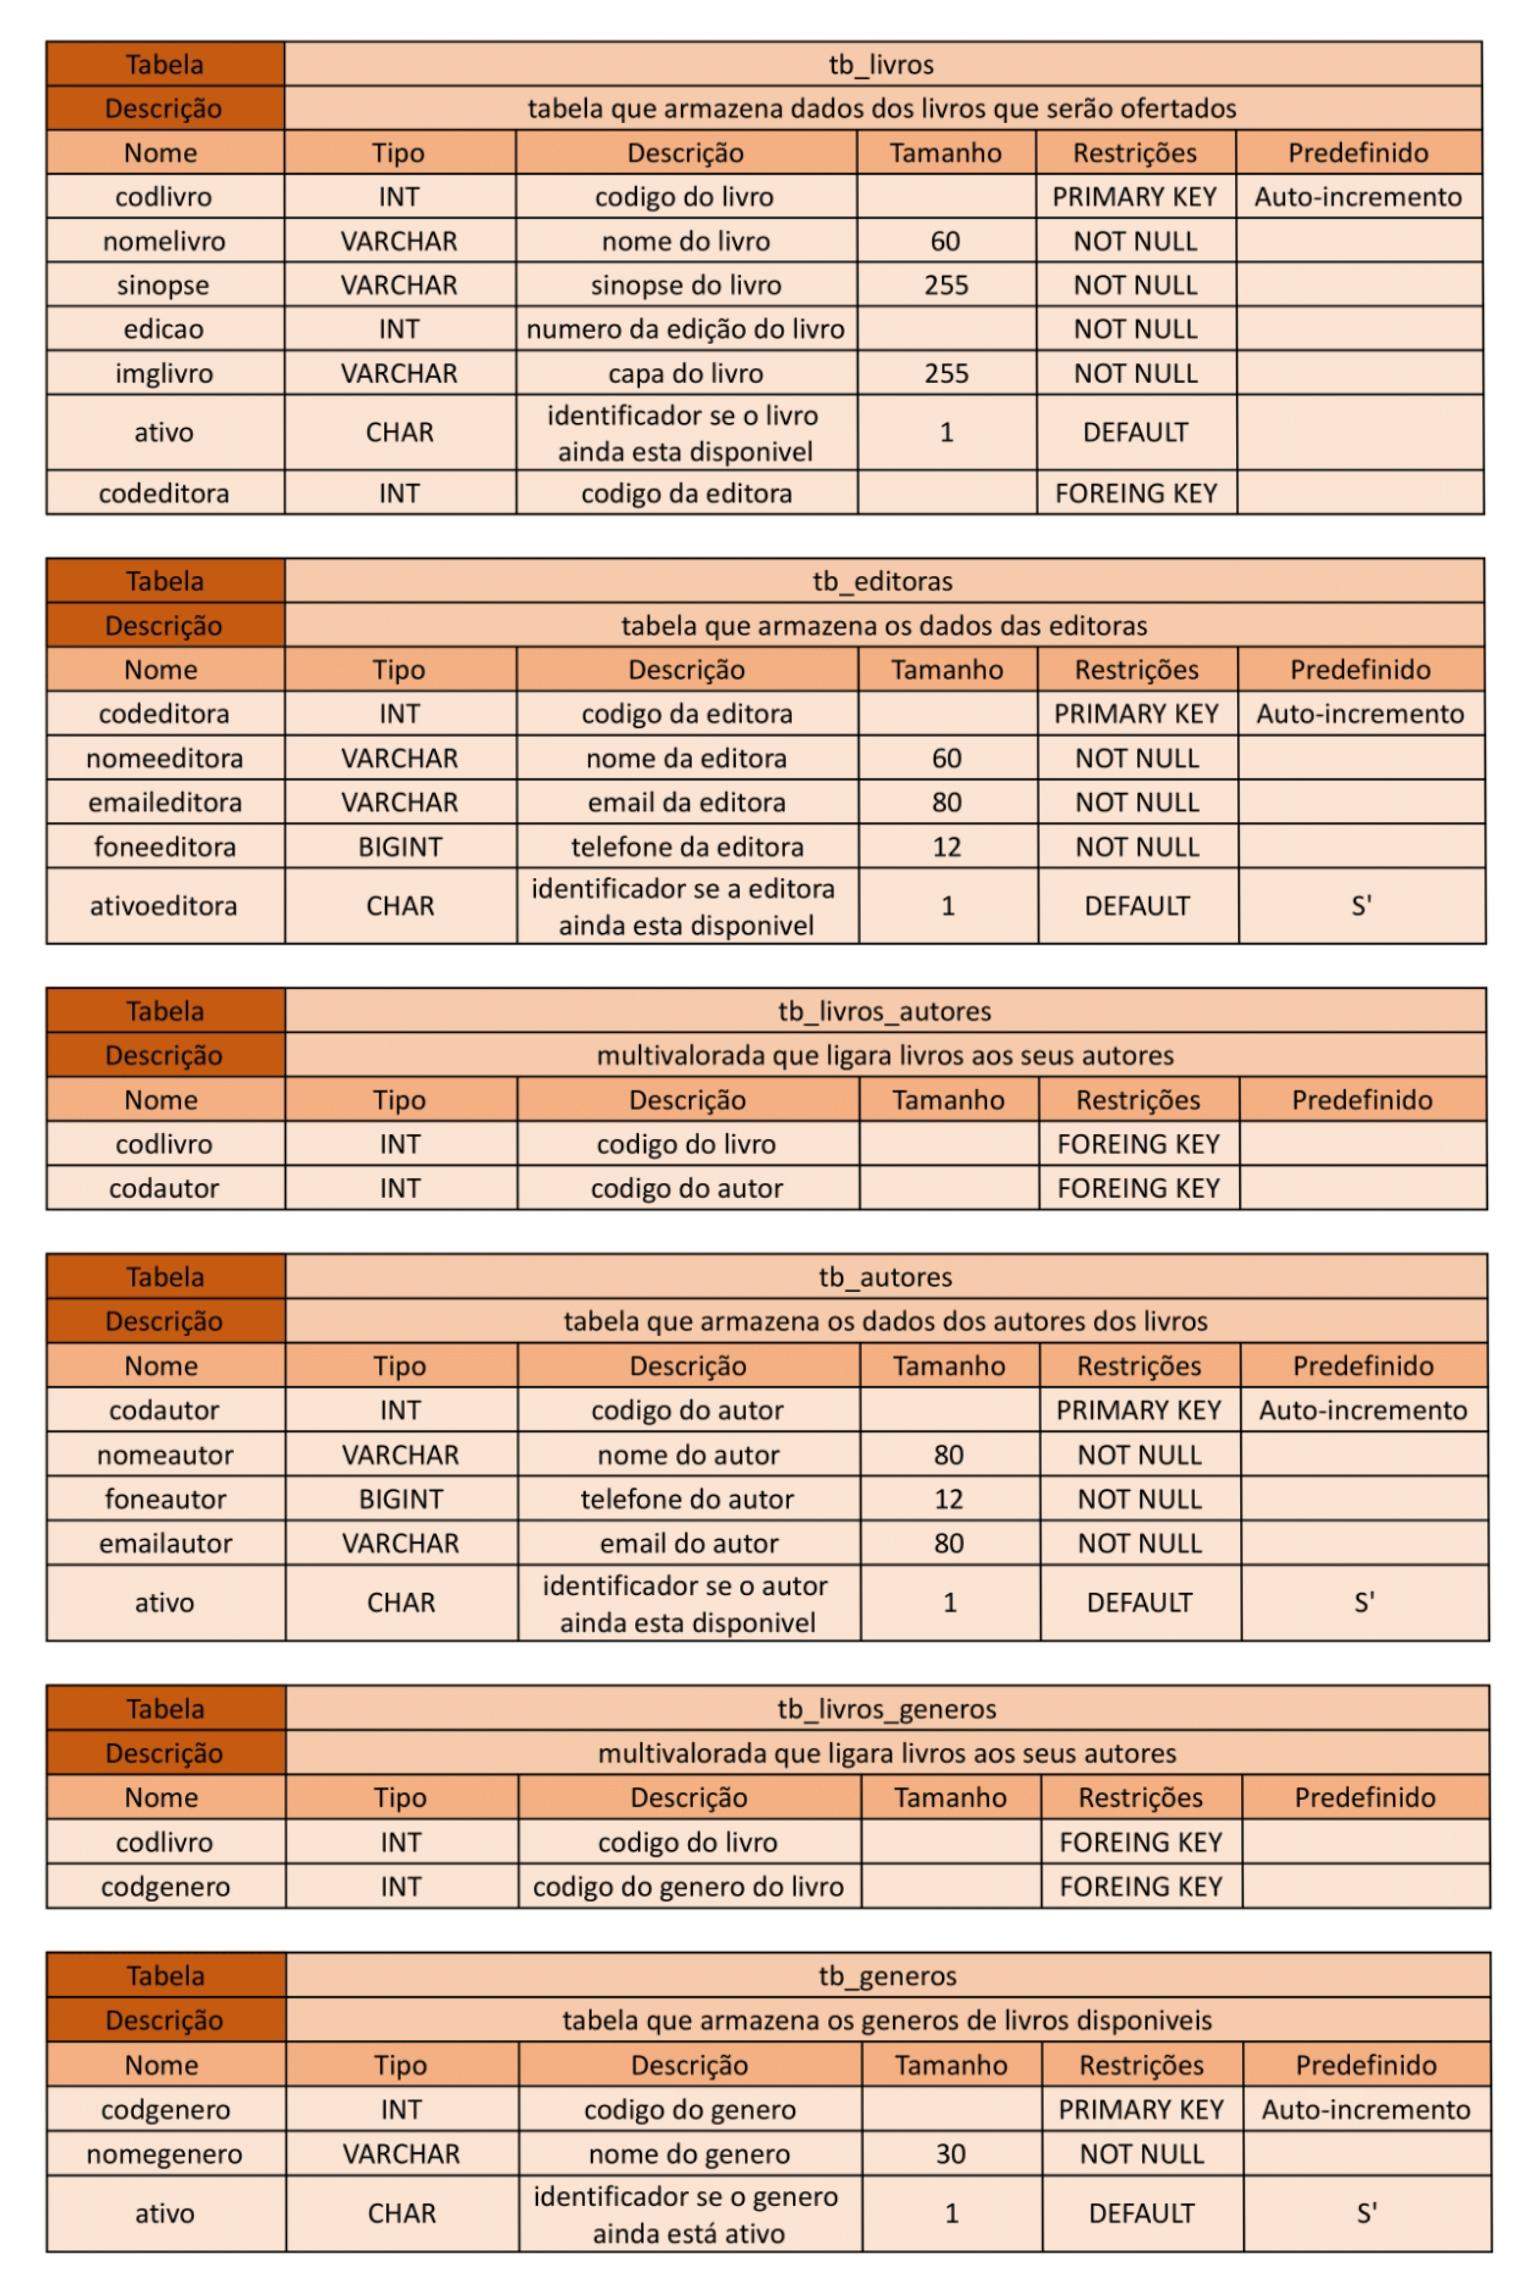 Tabela tb_livros
Descrição tabela que armazena dados dos livros que serão ofertados
Nome Tipo Descrição Tamanho Restrições Predefinido
codlivro INT codigo do livro PRIMARY KEY Auto-incremento
nomelivro VARCHAR nome do livro 60 NOT NULL
sinopse VARCHAR sinopse do livro 255 NOT NULL
edicao INT numero da edição do livro NOT NULL
imglivro VARCHAR capa do livro 255 NOT NULL
ativo CHAR identificador se o livro
ainda esta disponivel 1 DEFAULT
codeditora INT codigo da editora FOREING KEY
Tabela tb_editoras
Descrição tabela que armazena os dados das editoras
Nome Tipo Descrição Tamanho Restrições Predefinido
codeditora INT codigo da editora PRIMARY KEY Auto-incremento
nomeeditora VARCHAR nome da editora 60 NOT NULL
emaileditora VARCHAR email da editora 80 NOT NULL
foneeditora BIGINT telefone da editora 12 NOT NULL
ativoeditora CHAR identificador se a editora
ainda esta disponivel 1 DEFAULT S'
Tabela tb_livros_autores
Descrição multivalorada que ligara livros aos seus autores
Nome Tipo Descrição Tamanho Restrições Predefinido
codlivro INT codigo do livro FOREING KEY
codautor INT codigo do autor FOREING KEY
Tabela tb_autores
Descrição tabela que armazena os dados dos autores dos livros
Nome Tipo Descrição Tamanho Restrições Predefinido
codautor INT codigo do autor PRIMARY KEY Auto-incremento
nomeautor VARCHAR nome do autor 80 NOT NULL
foneautor BIGINT telefone do autor 12 NOT NULL
emailautor VARCHAR email do autor 80 NOT NULL
ativo CHAR identificador se o autor
ainda esta disponivel 1 DEFAULT S'
Tabela tb_livros_generos
Descrição multivalorada que ligara livros aos seus autores
Nome Tipo Descrição Tamanho Restrições Predefinido
codlivro INT codigo do livro FOREING KEY
codgenero INT codigo do genero do livro FOREING KEY
Tabela tb_generos
Descrição tabela que armazena os generos de livros disponiveis
Nome Tipo Descrição Tamanho Restrições Predefinido
codgenero INT codigo do genero PRIMARY KEY Auto-incremento
nomegenero VARCHAR nome do genero 30 NOT NULL
ativo CHAR identificador se o genero
ainda está ativo 1 DEFAULT S'